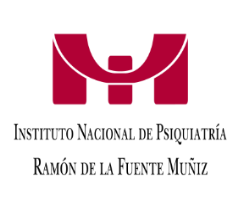 Instituto Nacional de Psiquiatría
Ramón de la Fuente Muñiz